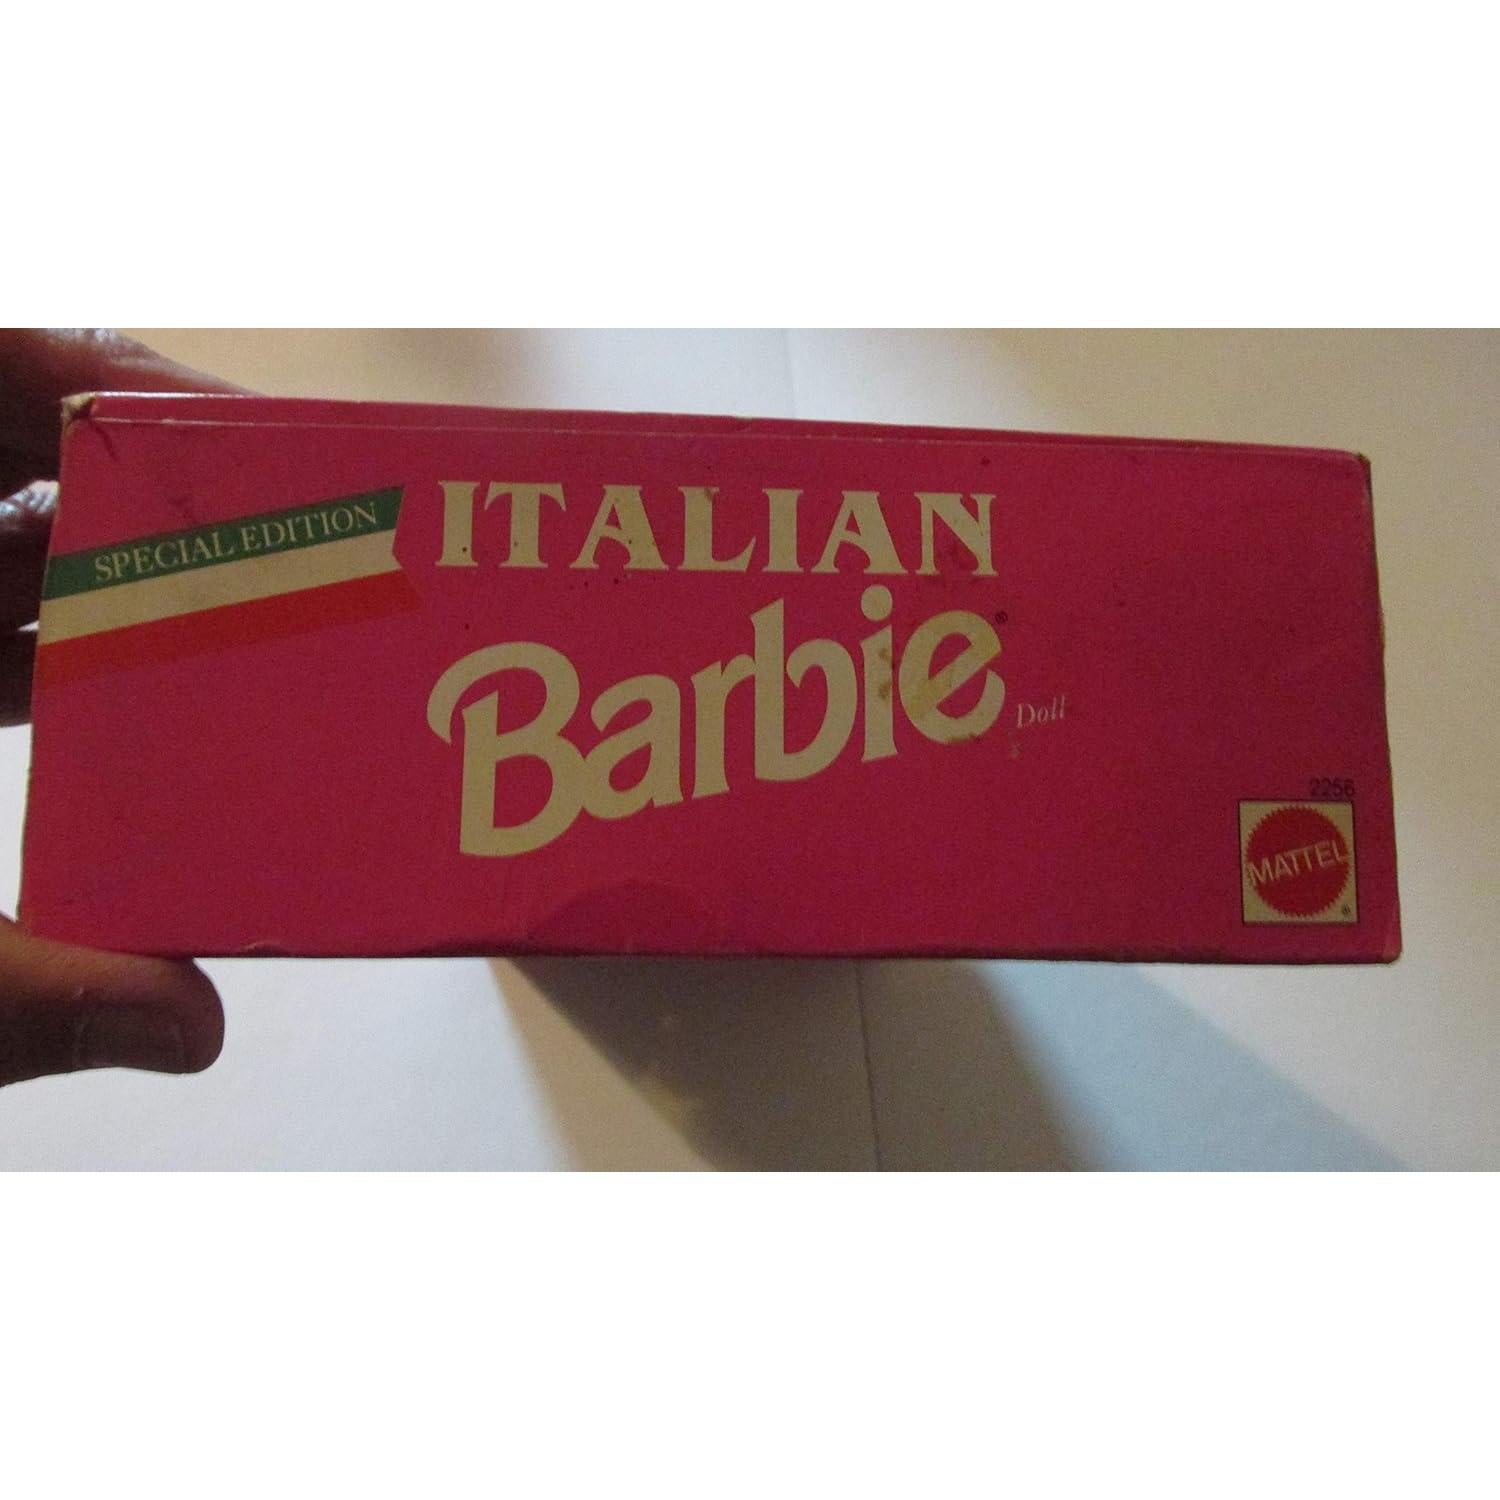 SPECIAL EDITION
ITALIAN
Barbie®
Doll
2256
MATTEL
®